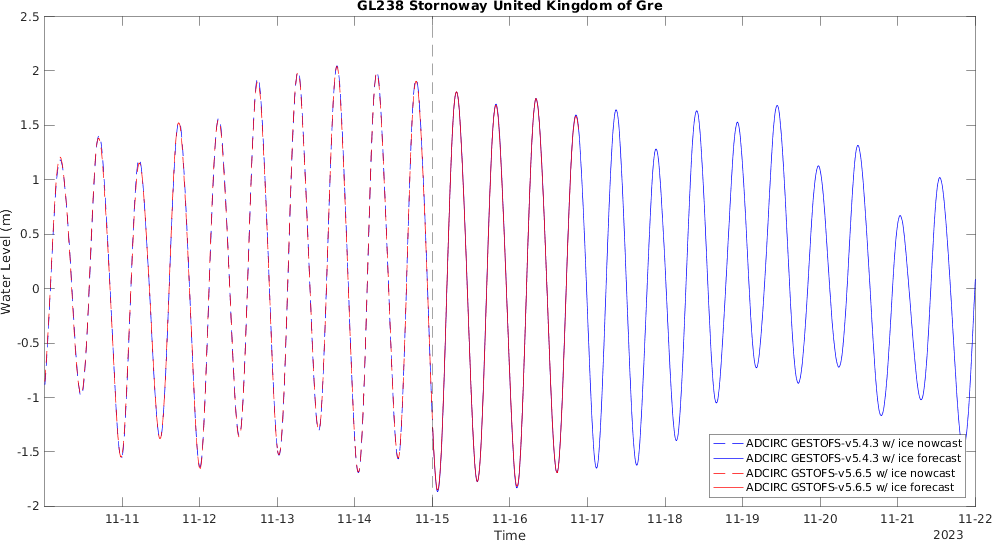 GL238 Stornoway United Kingdom of Gre
2.5
2
1.5
1
0.5
0
-0.5
-1
-1.5
-2
Water Level (m)
ADCIRC GESTOFS-v5.4.3 w/ ice nowcast
ADCIRC GESTOFS-v5.4.3 w/ ice forecast
ADCIRC GSTOFS-v5.6.5 w/ ice nowcast
ADCIRC GSTOFS-v5.6.5 w/ ice forecast
11-11 11-12 11-13 11-14 11-15 11-16 11-17 11-18 11-19 11-20 11-21 11-22
Time
2023